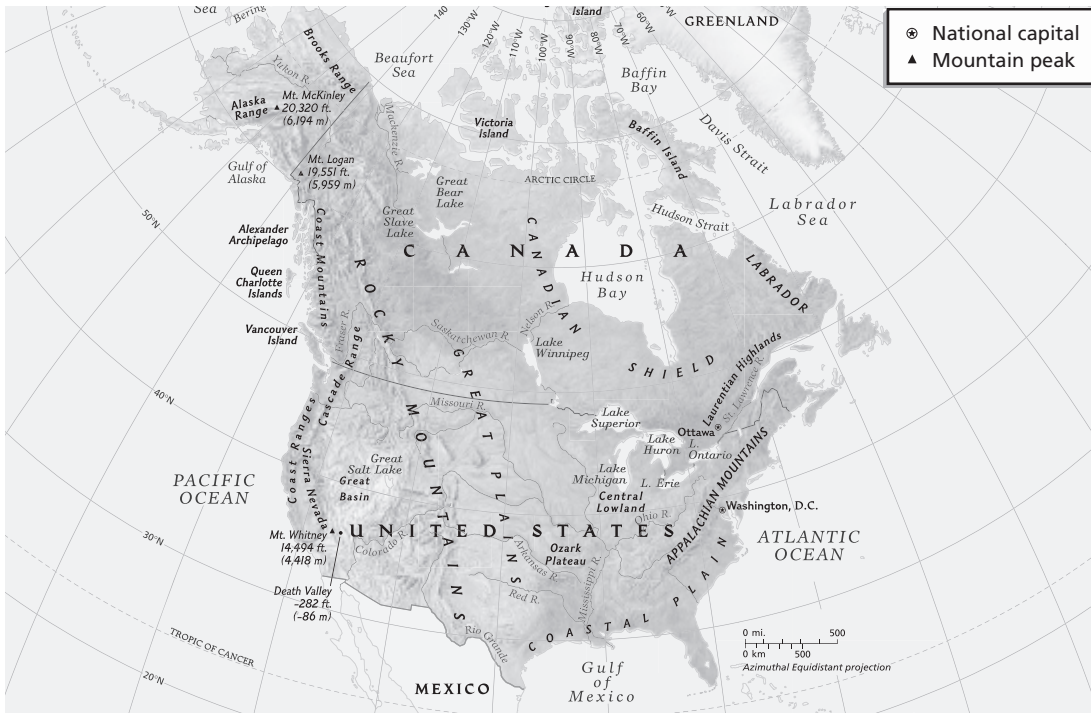 Sea
Bering
140
130°W
120°W
110°W
100°W
90°W
80°W
70°W
60°W
Island
GREENLAND
National capital
Mountain peak
Brooks Range
Beaufort
Sea
Baffin
Bay
Yukon R.
Mt. McKinley
20,320 ft.
(6,194 m)
Alaska
Range
Mackenzie R.
Victoria
Island
Baffin Island
Davis Strait
Gulf of
Alaska
Mt. Logan
19,551 ft.
(5,959 m)
Great
Bear
Lake
ARCTIC CIRCLE
Labrador
Sea
50°N
Great
Slave
Lake
Hudson Strait
Alexander
Archipelago
Coast Mountains
CANADA
CANADIAN
SHIELD
Hudson
Bay
LABRADOR
Queen
Charlotte
Islands
ROCKY MOUNTAINS
Vancouver
Island
Fraser R.
Cascade Range
Saskatchewan R.
Nelson R.
Lake
Winnipeg
GREAT PLAINS
Laurentian Highlands
St. Lawrence R.
40°N
Missouri R.
Lake
Superior
Ottawa
Lake
Huron
L.
Ontario
Coast Ranges
Sierra Nevada
Great
Salt Lake
Great
Basin
Lake
Michigan
L. Erie
Central
Lowland
APPALACHIAN MOUNTAINS
PACIFIC
OCEAN
Washington, D.C.
Ohio R.
UNITED STATES
30°N
Mt. Whitney
14,494 ft.
(4,418 m)
Colorado R.
Ozark
Plateau
Arkansas R.
Mississippi R.
ATLANTIC
OCEAN
Death Valley
-282 ft.
(-86 m)
Red R.
COASTAL PLAIN
Rio Grande
TROPIC OF CANCER
0 mi. 500
0 km 500
Azimuthal Equidistant projection
20°N
MEXICO
Gulf
of
Mexico